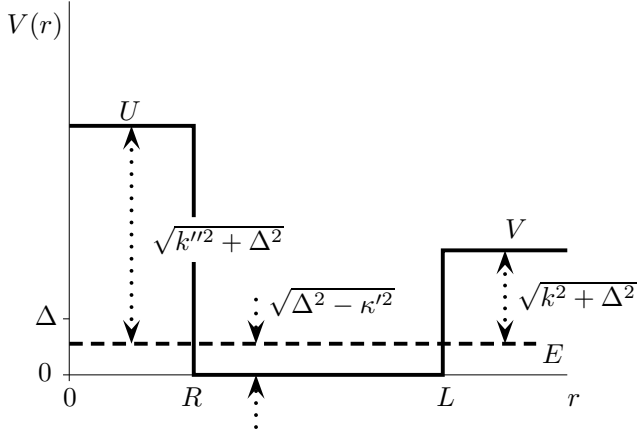 V(r)
U
√(k″² + Δ²)
V
√(Δ² − κ′²)
√(k² + Δ²)
Δ
E
0
0
R
L
r